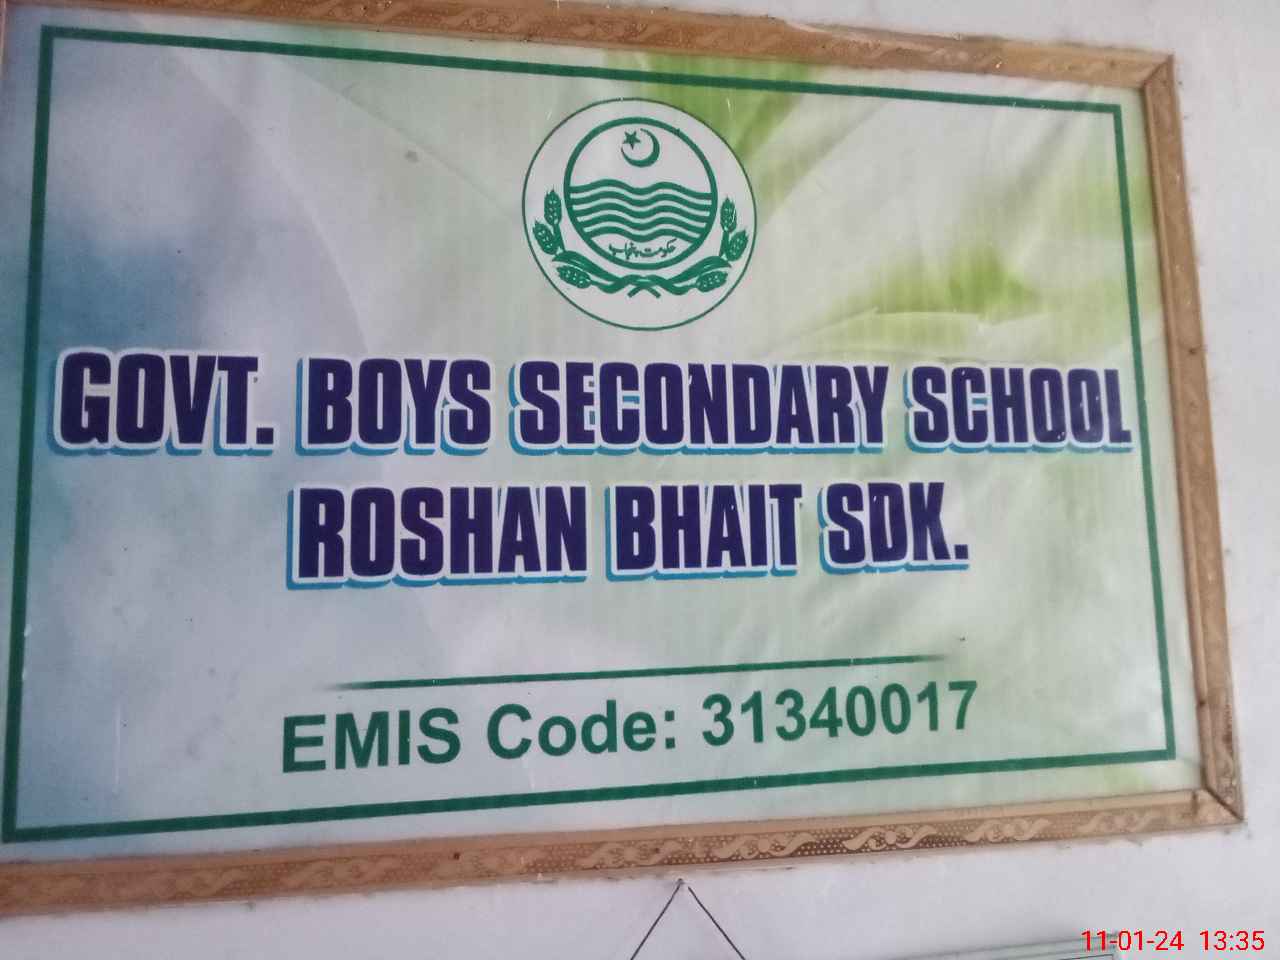 حکومت پنجاب
GOVT. BOYS SECONDARY SCHOOL
ROSHAN BHAIT SDK.
EMIS Code: 31340017
11-01-24 13:35